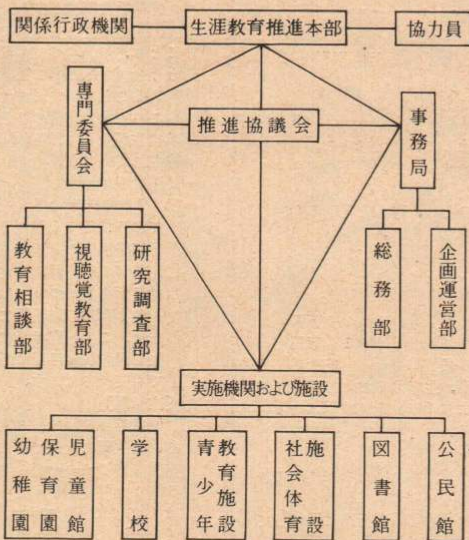 関係行政機関
生涯教育推進本部
協力員
専門委員会
推進協議会
事務局
教育相談部
視聴覚教育部
研究調査部
総務部
企画運営部
実施機関および施設
児童館
保育園
幼稚園
学校
教育施設
青少年
施設
社会体育
図書館
公民館